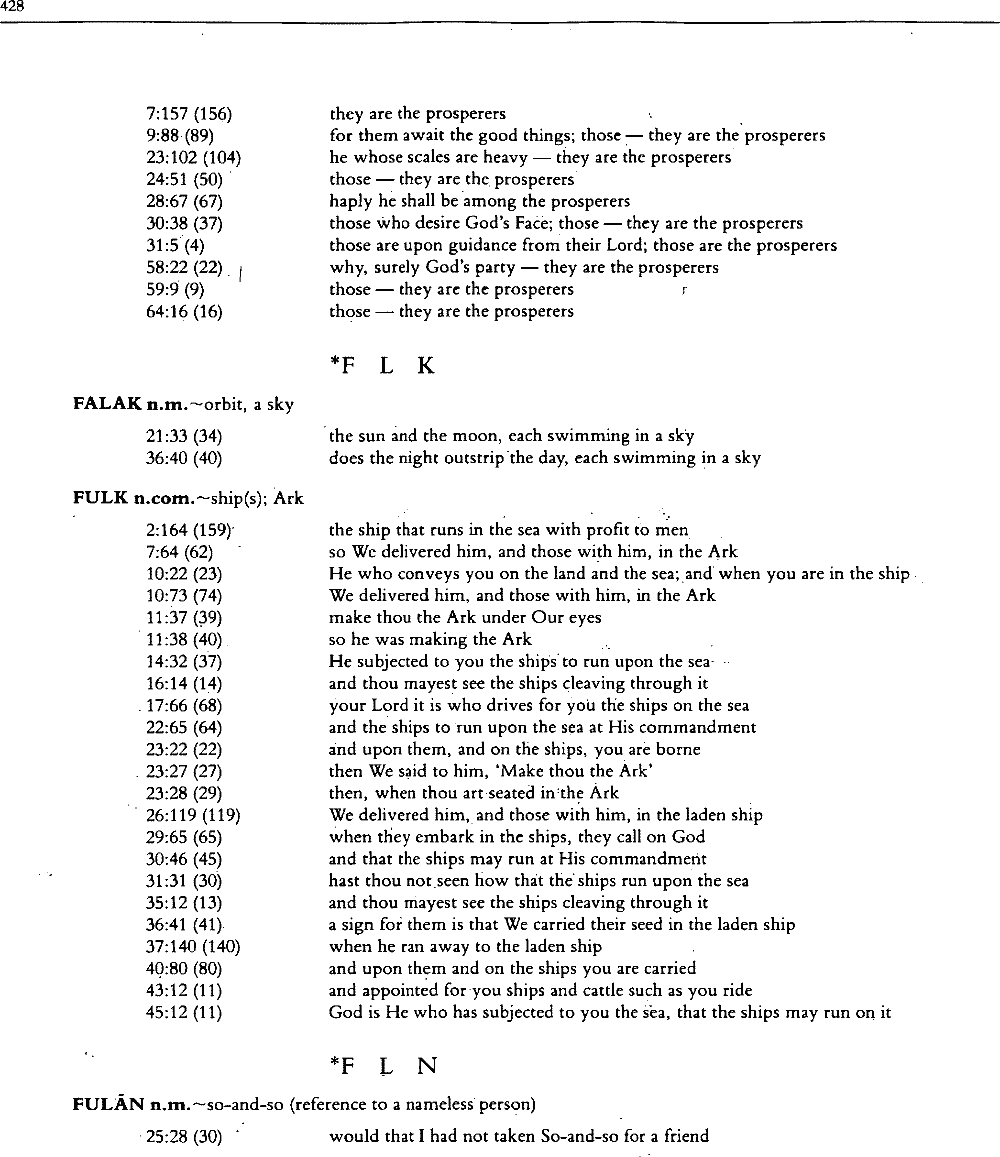 428
7:157 (156) they are the prosperers
9:88 (89) for them await the good things; those — they are the prosperers
23:102 (104) he whose scales are heavy — they are the prosperers
24:51 (50) those — they are the prosperers
28:67 (67) haply he shall be among the prosperers
30:38 (37) those who desire God's Face; those — they are the prosperers
31:5 (4) those are upon guidance from their Lord; those are the prosperers
58:22 (22) why, surely God's party — they are the prosperers
59:9 (9) those — they are the prosperers
64:16 (16) those — they are the prosperers
*F L K
FALAK n.m.~orbit, a sky
21:33 (34) the sun and the moon, each swimming in a sky
36:40 (40) does the night outstrip the day, each swimming in a sky
FULK n.com.~ship(s); Ark
2:164 (159) the ship that runs in the sea with profit to men
7:64 (62) so We delivered him, and those with him, in the Ark
10:22 (23) He who conveys you on the land and the sea; and when you are in the ship
10:73 (74) We delivered him, and those with him, in the Ark
11:37 (39) make thou the Ark under Our eyes
11:38 (40) so he was making the Ark
14:32 (37) He subjected to you the ships to run upon the sea
16:14 (14) and thou mayest see the ships cleaving through it
17:66 (68) your Lord it is who drives for you the ships on the sea
22:65 (64) and the ships to run upon the sea at His commandment
23:22 (22) and upon them, and on the ships, you are borne
23:27 (27) then We said to him, 'Make thou the Ark'
23:28 (29) then, when thou art seated in the Ark
26:119 (119) We delivered him, and those with him, in the laden ship
29:65 (65) when they embark in the ships, they call on God
30:46 (45) and that the ships may run at His commandment
31:31 (30) hast thou not seen how that the ships run upon the sea
35:12 (13) and thou mayest see the ships cleaving through it
36:41 (41) a sign for them is that We carried their seed in the laden ship
37:140 (140) when he ran away to the laden ship
40:80 (80) and upon them and on the ships you are carried
43:12 (11) and appointed for you ships and cattle such as you ride
45:12 (11) God is He who has subjected to you the sea, that the ships may run on it
*F L N
FULĀN n.m.~so-and-so (reference to a nameless person)
25:28 (30) would that I had not taken So-and-so for a friend